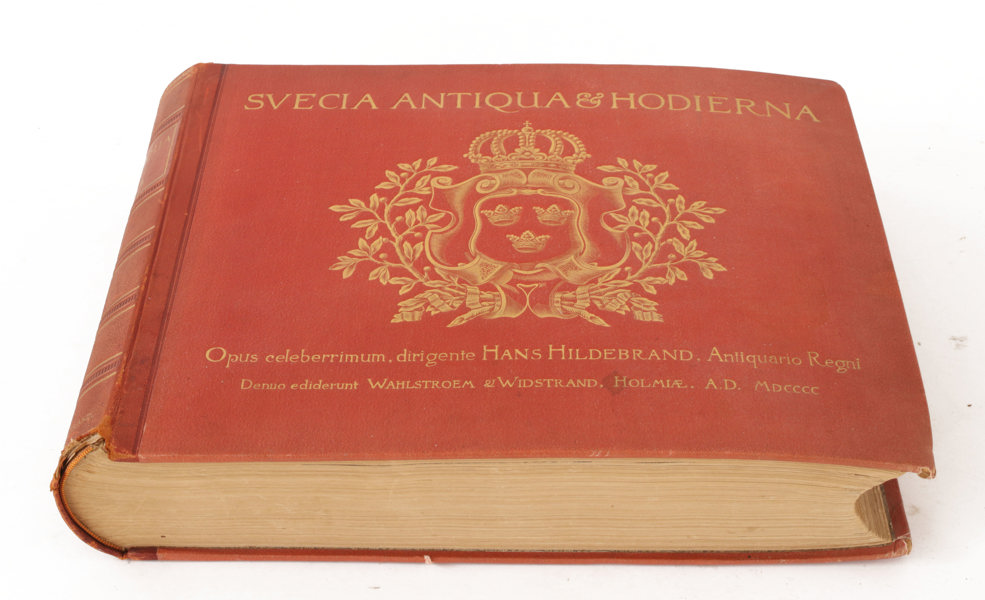 SVECIA ANTIQUA & HODIERNA
Opus celeberrimum, dirigente HANS HILDEBRAND, Antiquario Regni
Denuo ediderunt WAHLSTROEM & WIDSTRAND, HOLMIÆ, A.D. MDCCCC